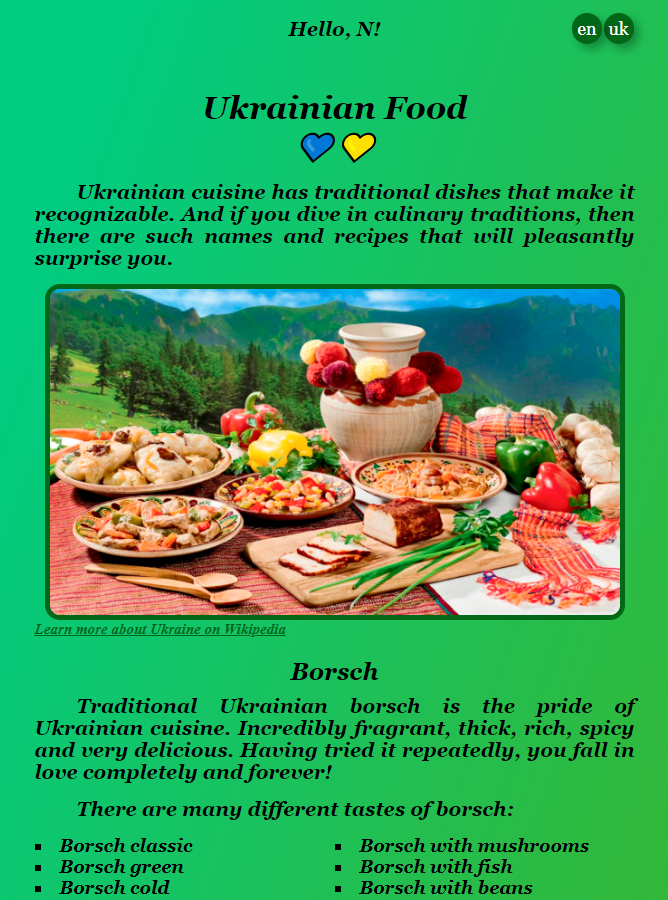 Hello, N!
en uk
Ukrainian Food
Ukrainian cuisine has traditional dishes that make it
recognizable. And if you dive in culinary traditions, then
there are such names and recipes that will pleasantly
surprise you.
Learn more about Ukraine on Wikipedia
Borsch
Traditional Ukrainian borsch is the pride of
Ukrainian cuisine. Incredibly fragrant, thick, rich, spicy
and very delicious. Having tried it repeatedly, you fall in
love completely and forever!
There are many different tastes of borsch:
Borsch classic
Borsch green
Borsch cold
Borsch with mushrooms
Borsch with fish
Borsch with beans